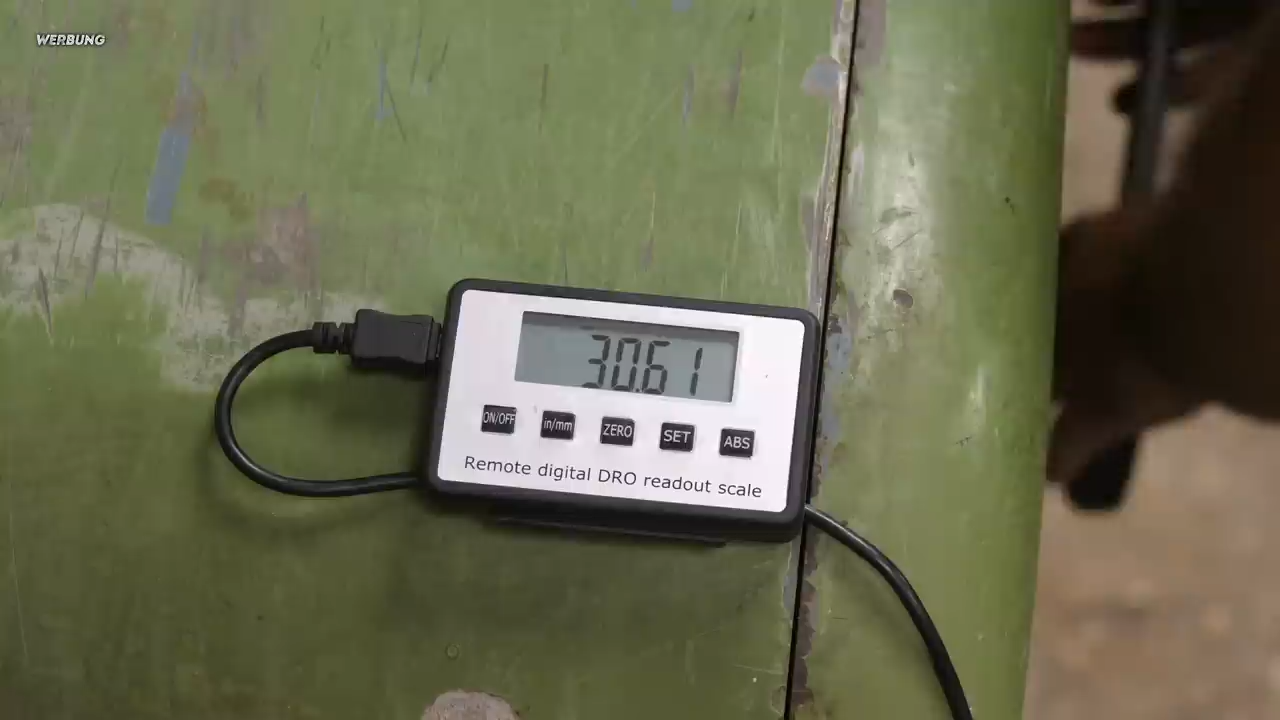 WERBUNG
30.61
ON/OFF in/mm ZERO SET ABS
Remote digital DRO readout scale